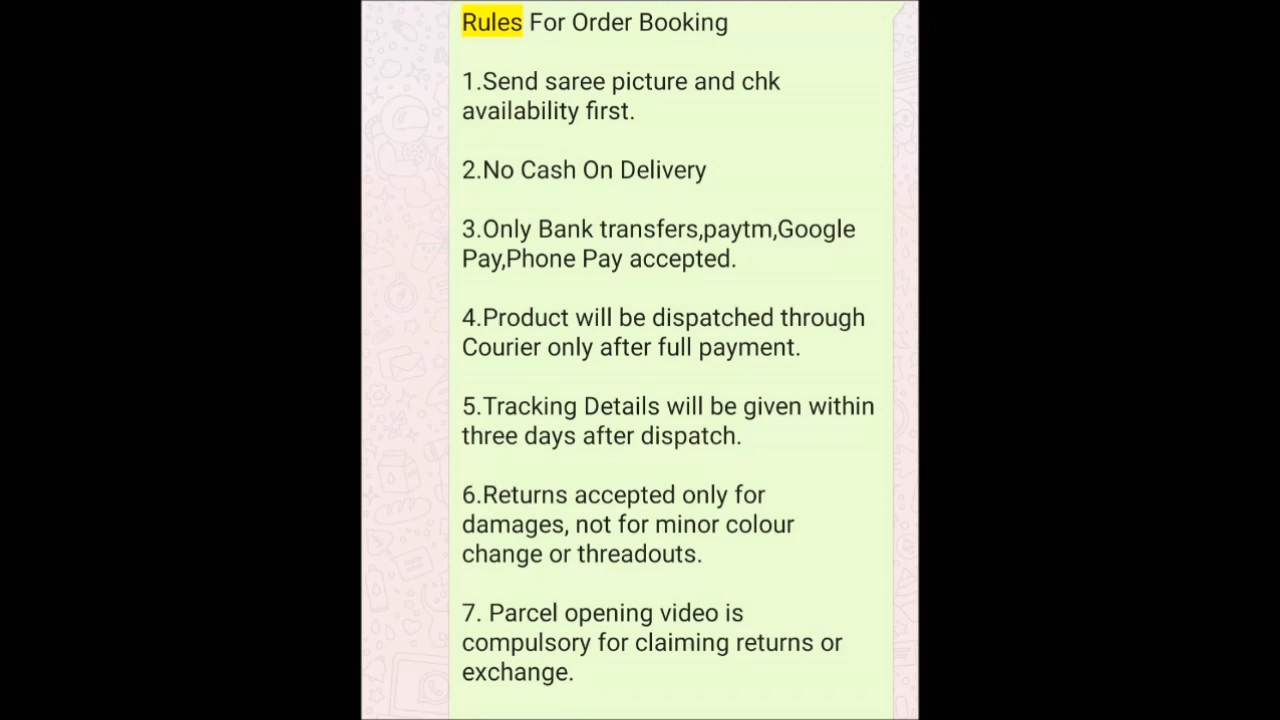 Rules For Order Booking
1.Send saree picture and chk
availability first.
2.No Cash On Delivery
3.Only Bank transfers,paytm,Google
Pay,Phone Pay accepted.
4.Product will be dispatched through
Courier only after full payment.
5.Tracking Details will be given within
three days after dispatch.
6.Returns accepted only for
damages, not for minor colour
change or threadouts.
7. Parcel opening video is
compulsory for claiming returns or
exchange.